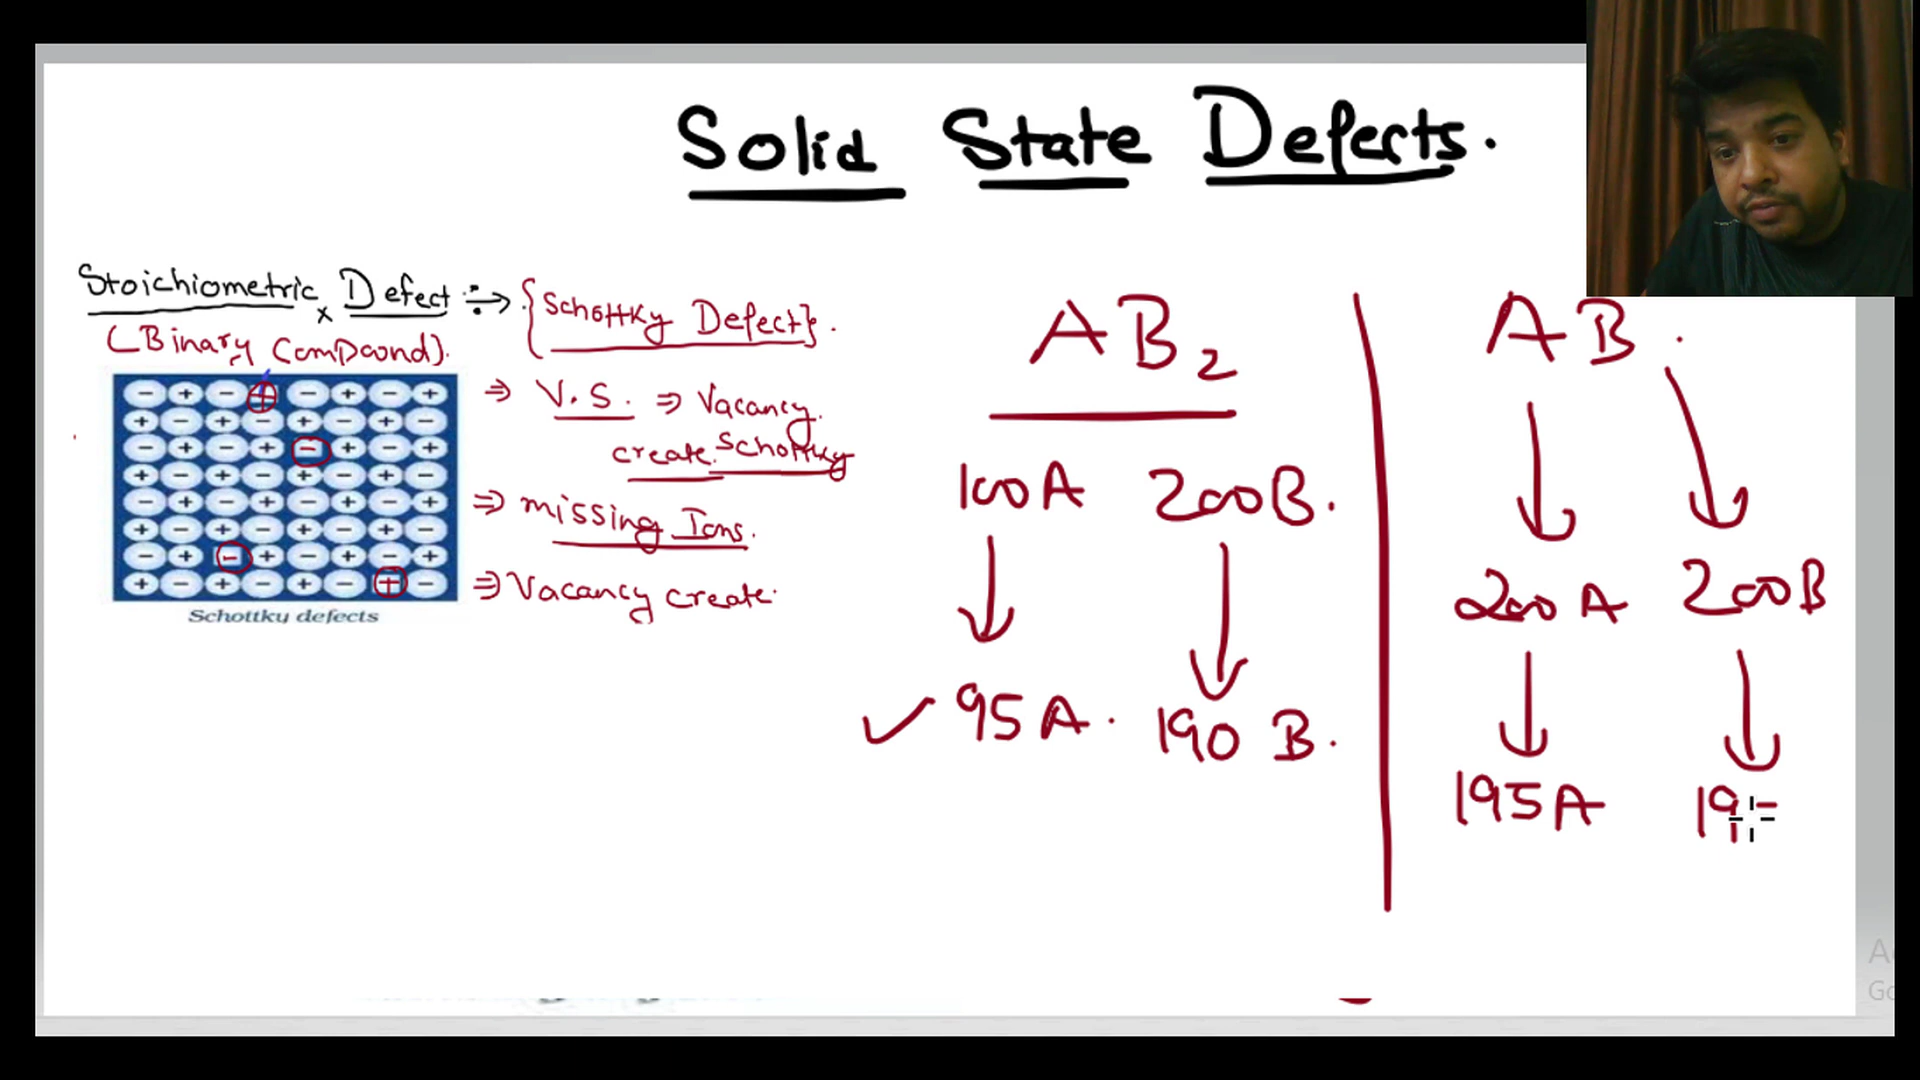 Solid State Defects.
Stoichiometric Defect ÷→ {Schottky Defect}.
(Binary Compound).
⇒ V.S. ⇒ Vacancy.
create. Schottky
⇒ missing Ions.
⇒ Vacancy create.
Schottky defects
AB₂
100A 200B.
✓ 95A. 190 B.
AB.
200 A 200B
195A